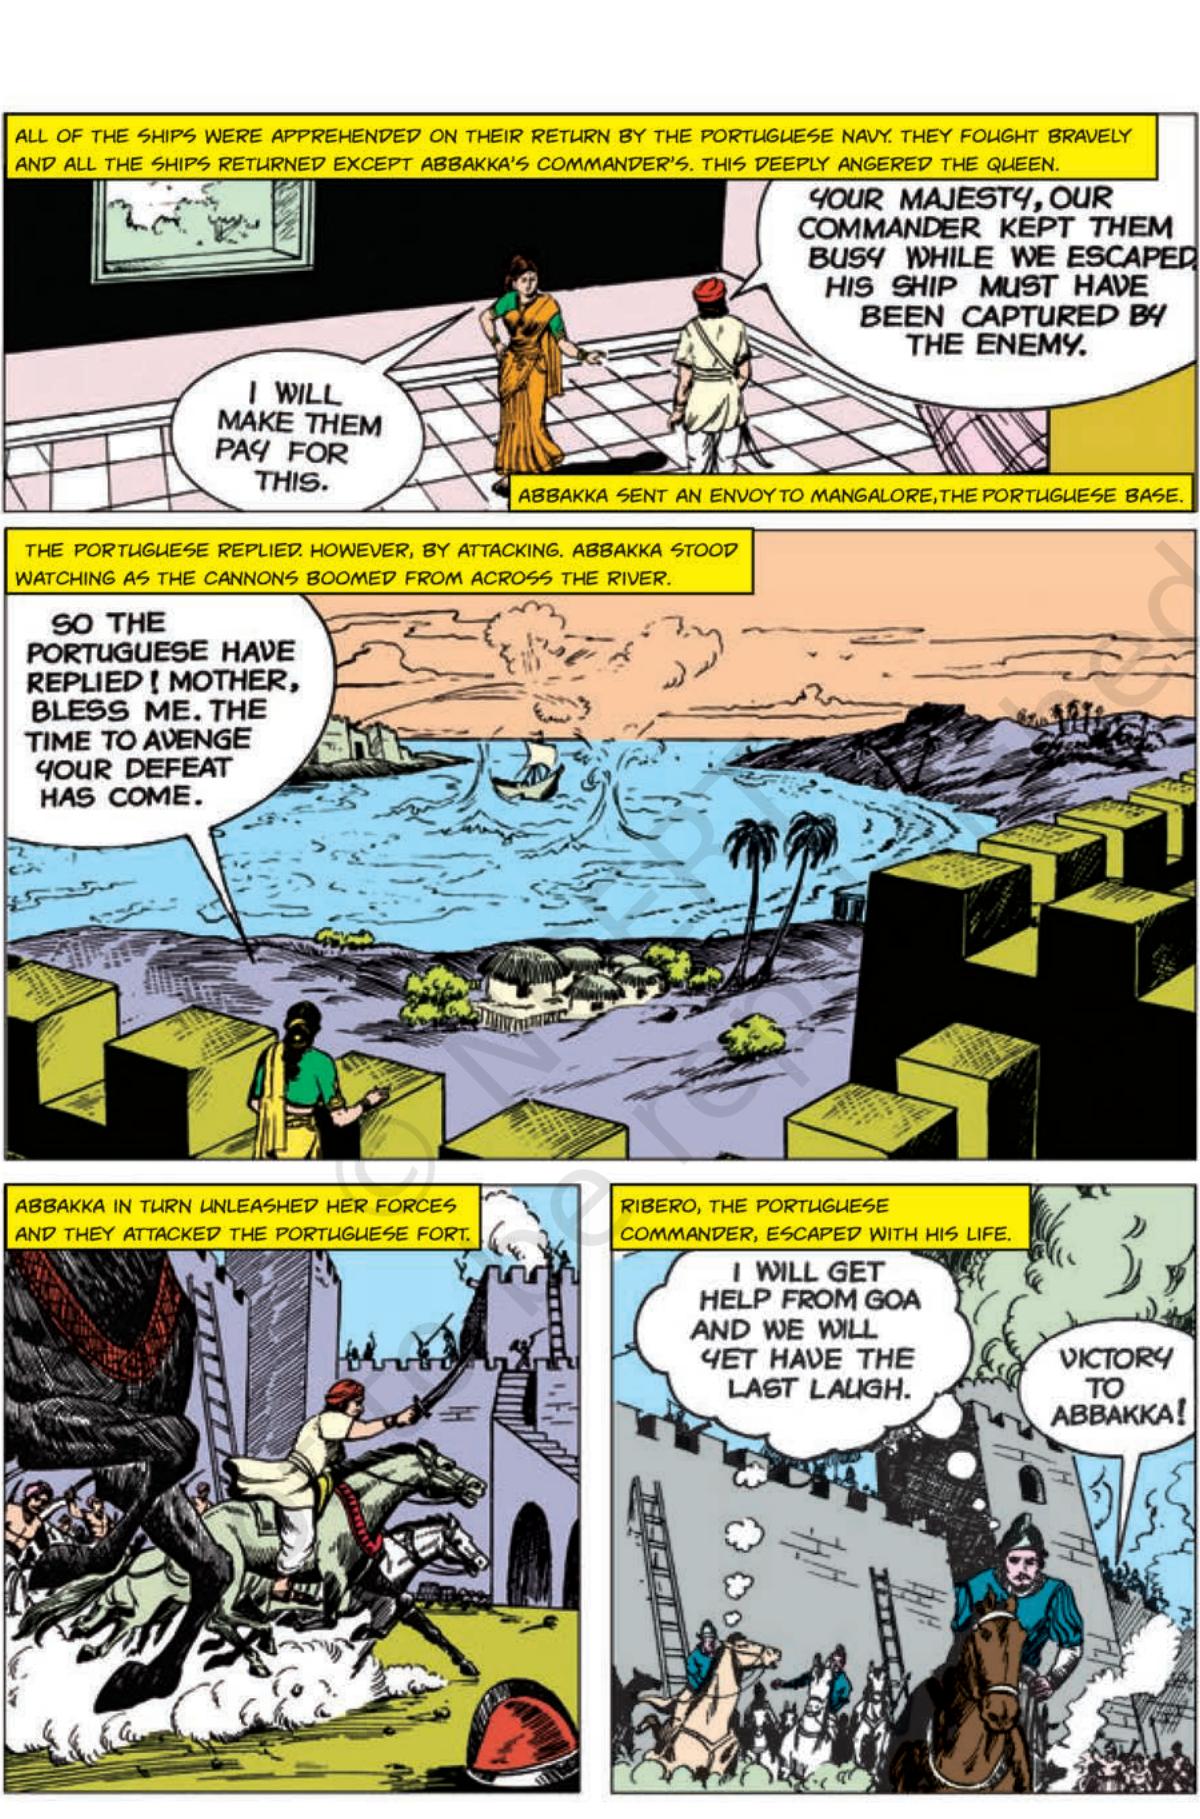 ALL OF THE SHIPS WERE APPREHENDED ON THEIR RETURN BY THE PORTUGUESE NAVY. THEY FOUGHT BRAVELY
AND ALL THE SHIPS RETURNED EXCEPT ABBAKKA'S COMMANDER'S. THIS DEEPLY ANGERED THE QUEEN.
YOUR MAJESTY, OUR
COMMANDER KEPT THEM
BUSY WHILE WE ESCAPED.
HIS SHIP MUST HAVE
BEEN CAPTURED BY
THE ENEMY.
I WILL
MAKE THEM
PAY FOR
THIS.
ABBAKKA SENT AN ENVOY TO MANGALORE, THE PORTUGUESE BASE.
THE PORTUGUESE REPLIED. HOWEVER, BY ATTACKING. ABBAKKA STOOD
WATCHING AS THE CANNONS BOOMED FROM ACROSS THE RIVER.
SO THE
PORTUGUESE HAVE
REPLIED! MOTHER,
BLESS ME. THE
TIME TO AVENGE
YOUR DEFEAT
HAS COME.
ABBAKKA IN TURN UNLEASHED HER FORCES
AND THEY ATTACKED THE PORTUGUESE FORT.
RIBERO, THE PORTUGUESE
COMMANDER, ESCAPED WITH HIS LIFE.
I WILL GET
HELP FROM GOA
AND WE WILL
YET HAVE THE
LAST LAUGH.
VICTORY
TO
ABBAKKA!